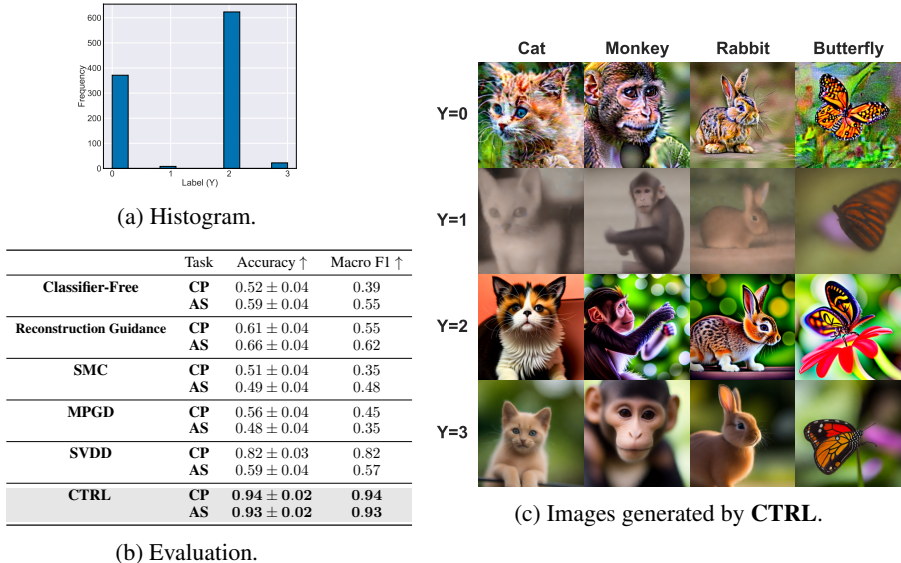 600
500
400
300
200
100
0
Frequency
0 1 2 3
Label (Y)
(a) Histogram.
Task Accuracy ↑ Macro F1 ↑
Classifier-Free CP 0.52 ± 0.04 0.39
AS 0.59 ± 0.04 0.55
Reconstruction Guidance CP 0.61 ± 0.04 0.55
AS 0.66 ± 0.04 0.62
SMC CP 0.51 ± 0.04 0.35
AS 0.49 ± 0.04 0.48
MPGD CP 0.56 ± 0.04 0.45
AS 0.48 ± 0.04 0.35
SVDD CP 0.82 ± 0.03 0.82
AS 0.59 ± 0.04 0.57
CTRL CP 0.94 ± 0.02 0.94
AS 0.93 ± 0.02 0.93
(b) Evaluation.
Cat Monkey Rabbit Butterfly
Y=0
Y=1
Y=2
Y=3
(c) Images generated by CTRL.